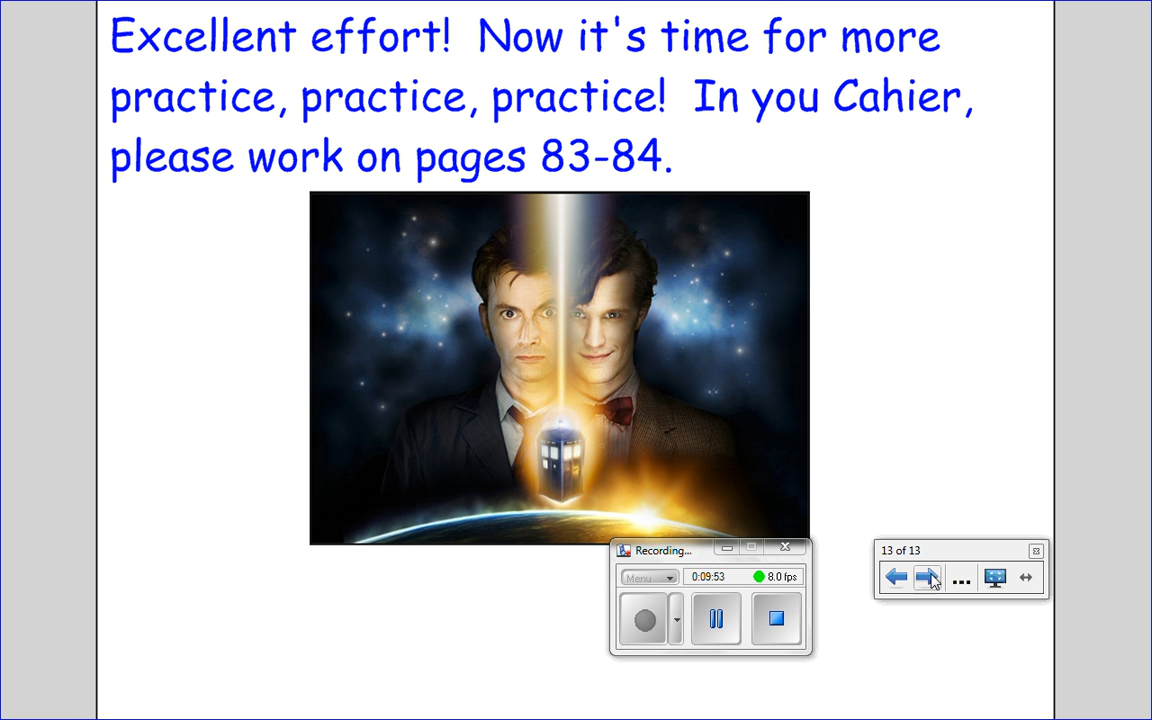 Excellent effort!  Now it's time for more
practice, practice, practice!  In you Cahier,
please work on pages 83-84.
Recording...
Menu
0:09:53
8.0 fps
13 of 13
...